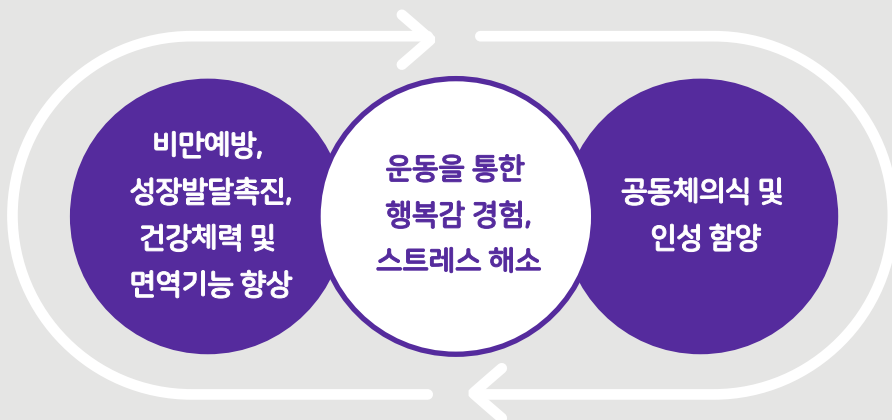 비만예방,
성장발달촉진,
건강체력 및
면역기능 향상
운동을 통한
행복감 경험,
스트레스 해소
공동체의식 및
인성 함양